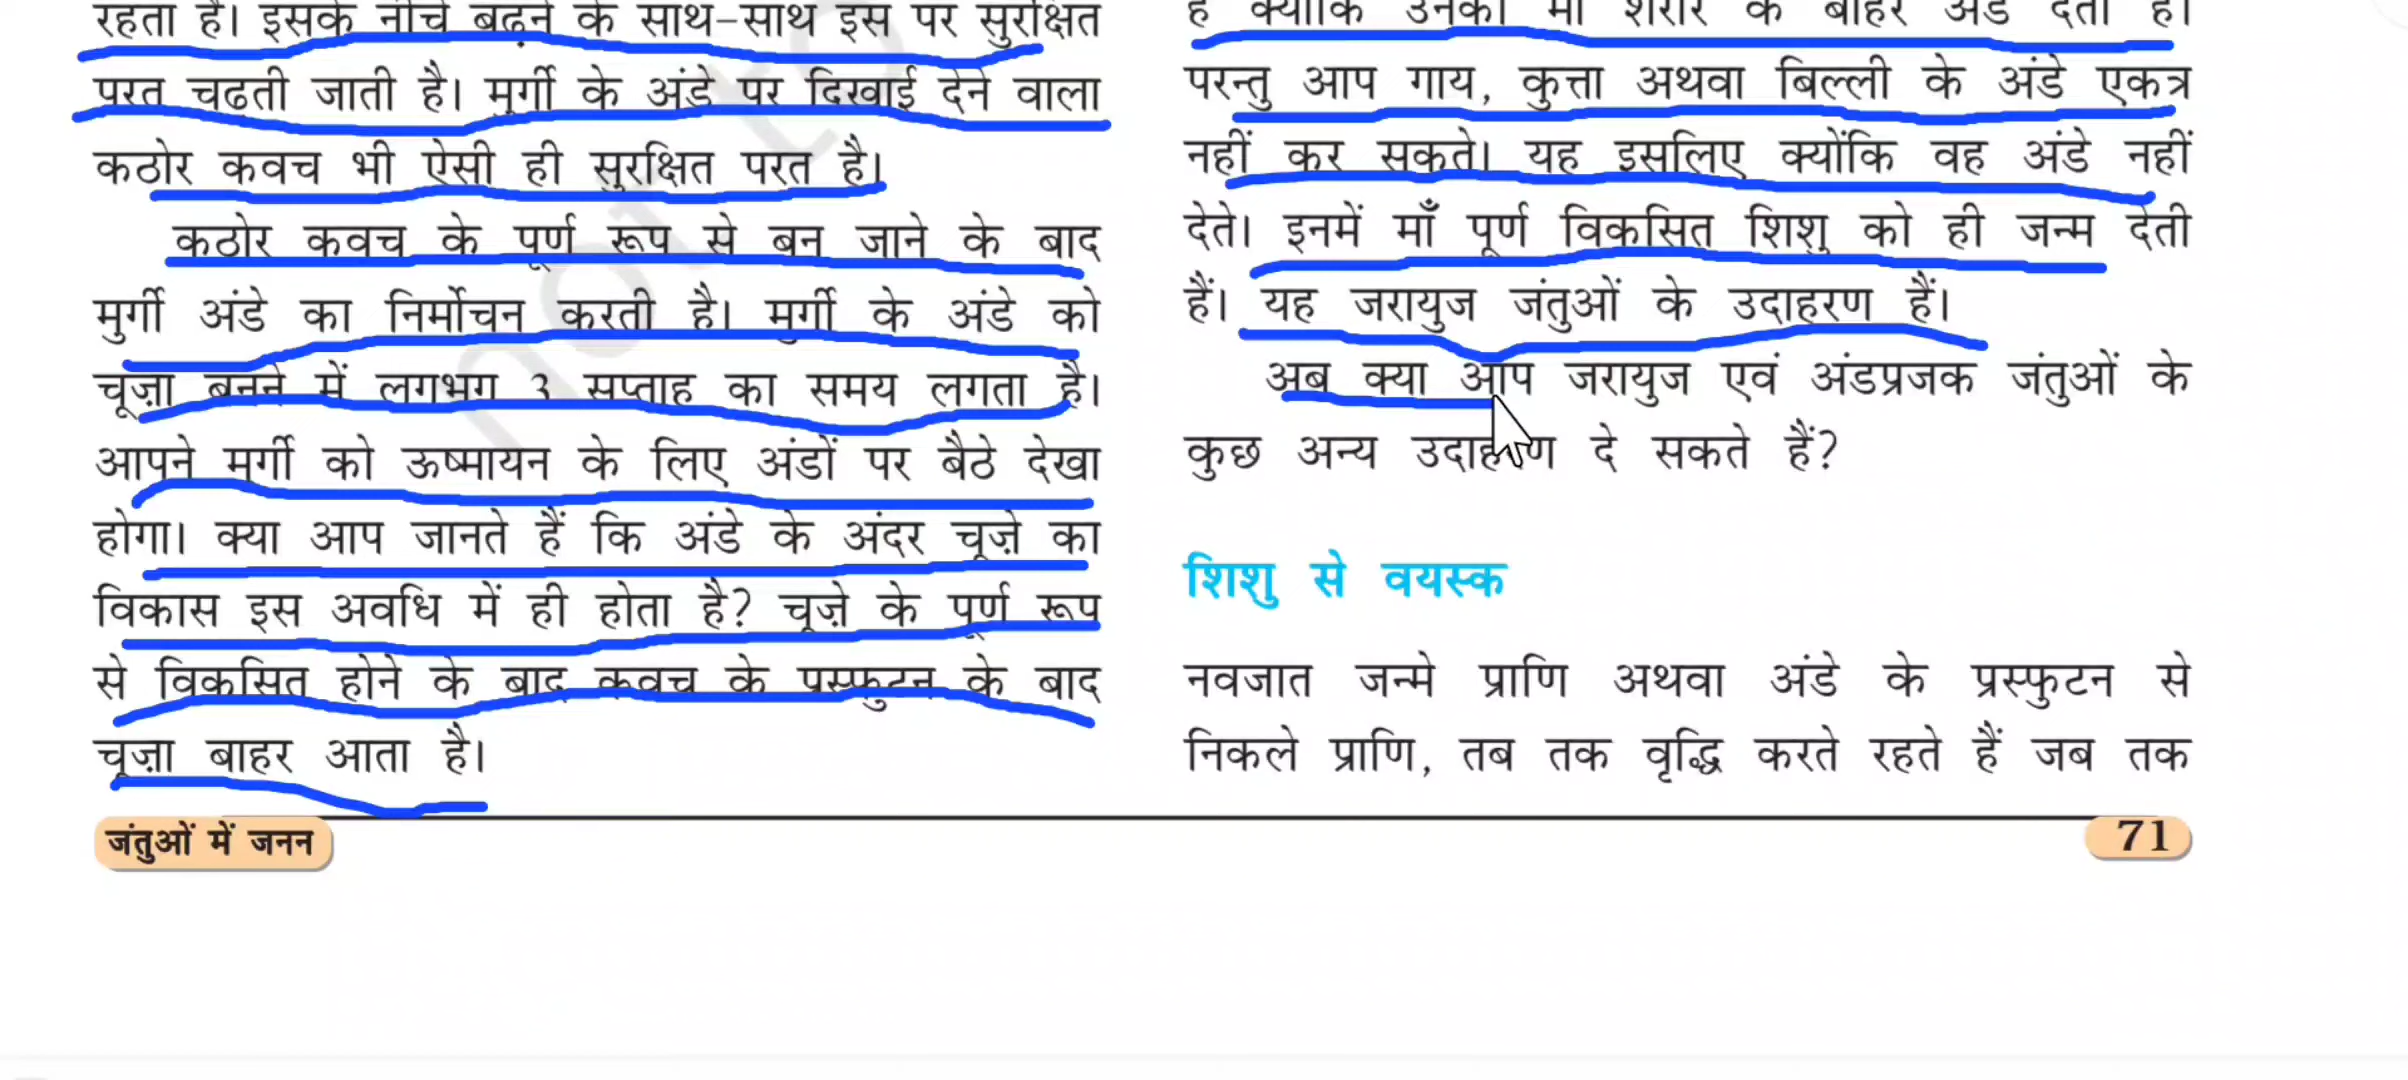 रहता है। इसके नीचे बढ़ने के साथ-साथ इस पर सुरक्षित
परत चढ़ती जाती है। मुर्गी के अंडे पर दिखाई देने वाला
कठोर कवच भी ऐसी ही सुरक्षित परत है।
कठोर कवच के पूर्ण रूप से बन जाने के बाद
मुर्गी अंडे का निर्मोचन करती है। मुर्गी के अंडे को
चूज़ा बनने में लगभग 3 सप्ताह का समय लगता है।
आपने मुर्गी को ऊष्मायन के लिए अंडों पर बैठे देखा
होगा। क्या आप जानते हैं कि अंडे के अंदर चूज़े का
विकास इस अवधि में ही होता है? चूज़े के पूर्ण रूप
से विकसित होने के बाद कवच के प्रस्फुटन के बाद
चूज़ा बाहर आता है।
है क्योंकि उनकी माँ शरीर के बाहर अंडे देती है।
परन्तु आप गाय, कुत्ता अथवा बिल्ली के अंडे एकत्र
नहीं कर सकते। यह इसलिए क्योंकि वह अंडे नहीं
देते। इनमें माँ पूर्ण विकसित शिशु को ही जन्म देती
हैं। यह जरायुज जंतुओं के उदाहरण हैं।
अब क्या आप जरायुज एवं अंडप्रजक जंतुओं के
कुछ अन्य उदाहरण दे सकते हैं?
शिशु से वयस्क
नवजात जन्मे प्राणि अथवा अंडे के प्रस्फुटन से
निकले प्राणि, तब तक वृद्धि करते रहते हैं जब तक
जंतुओं में जनन
71
not to